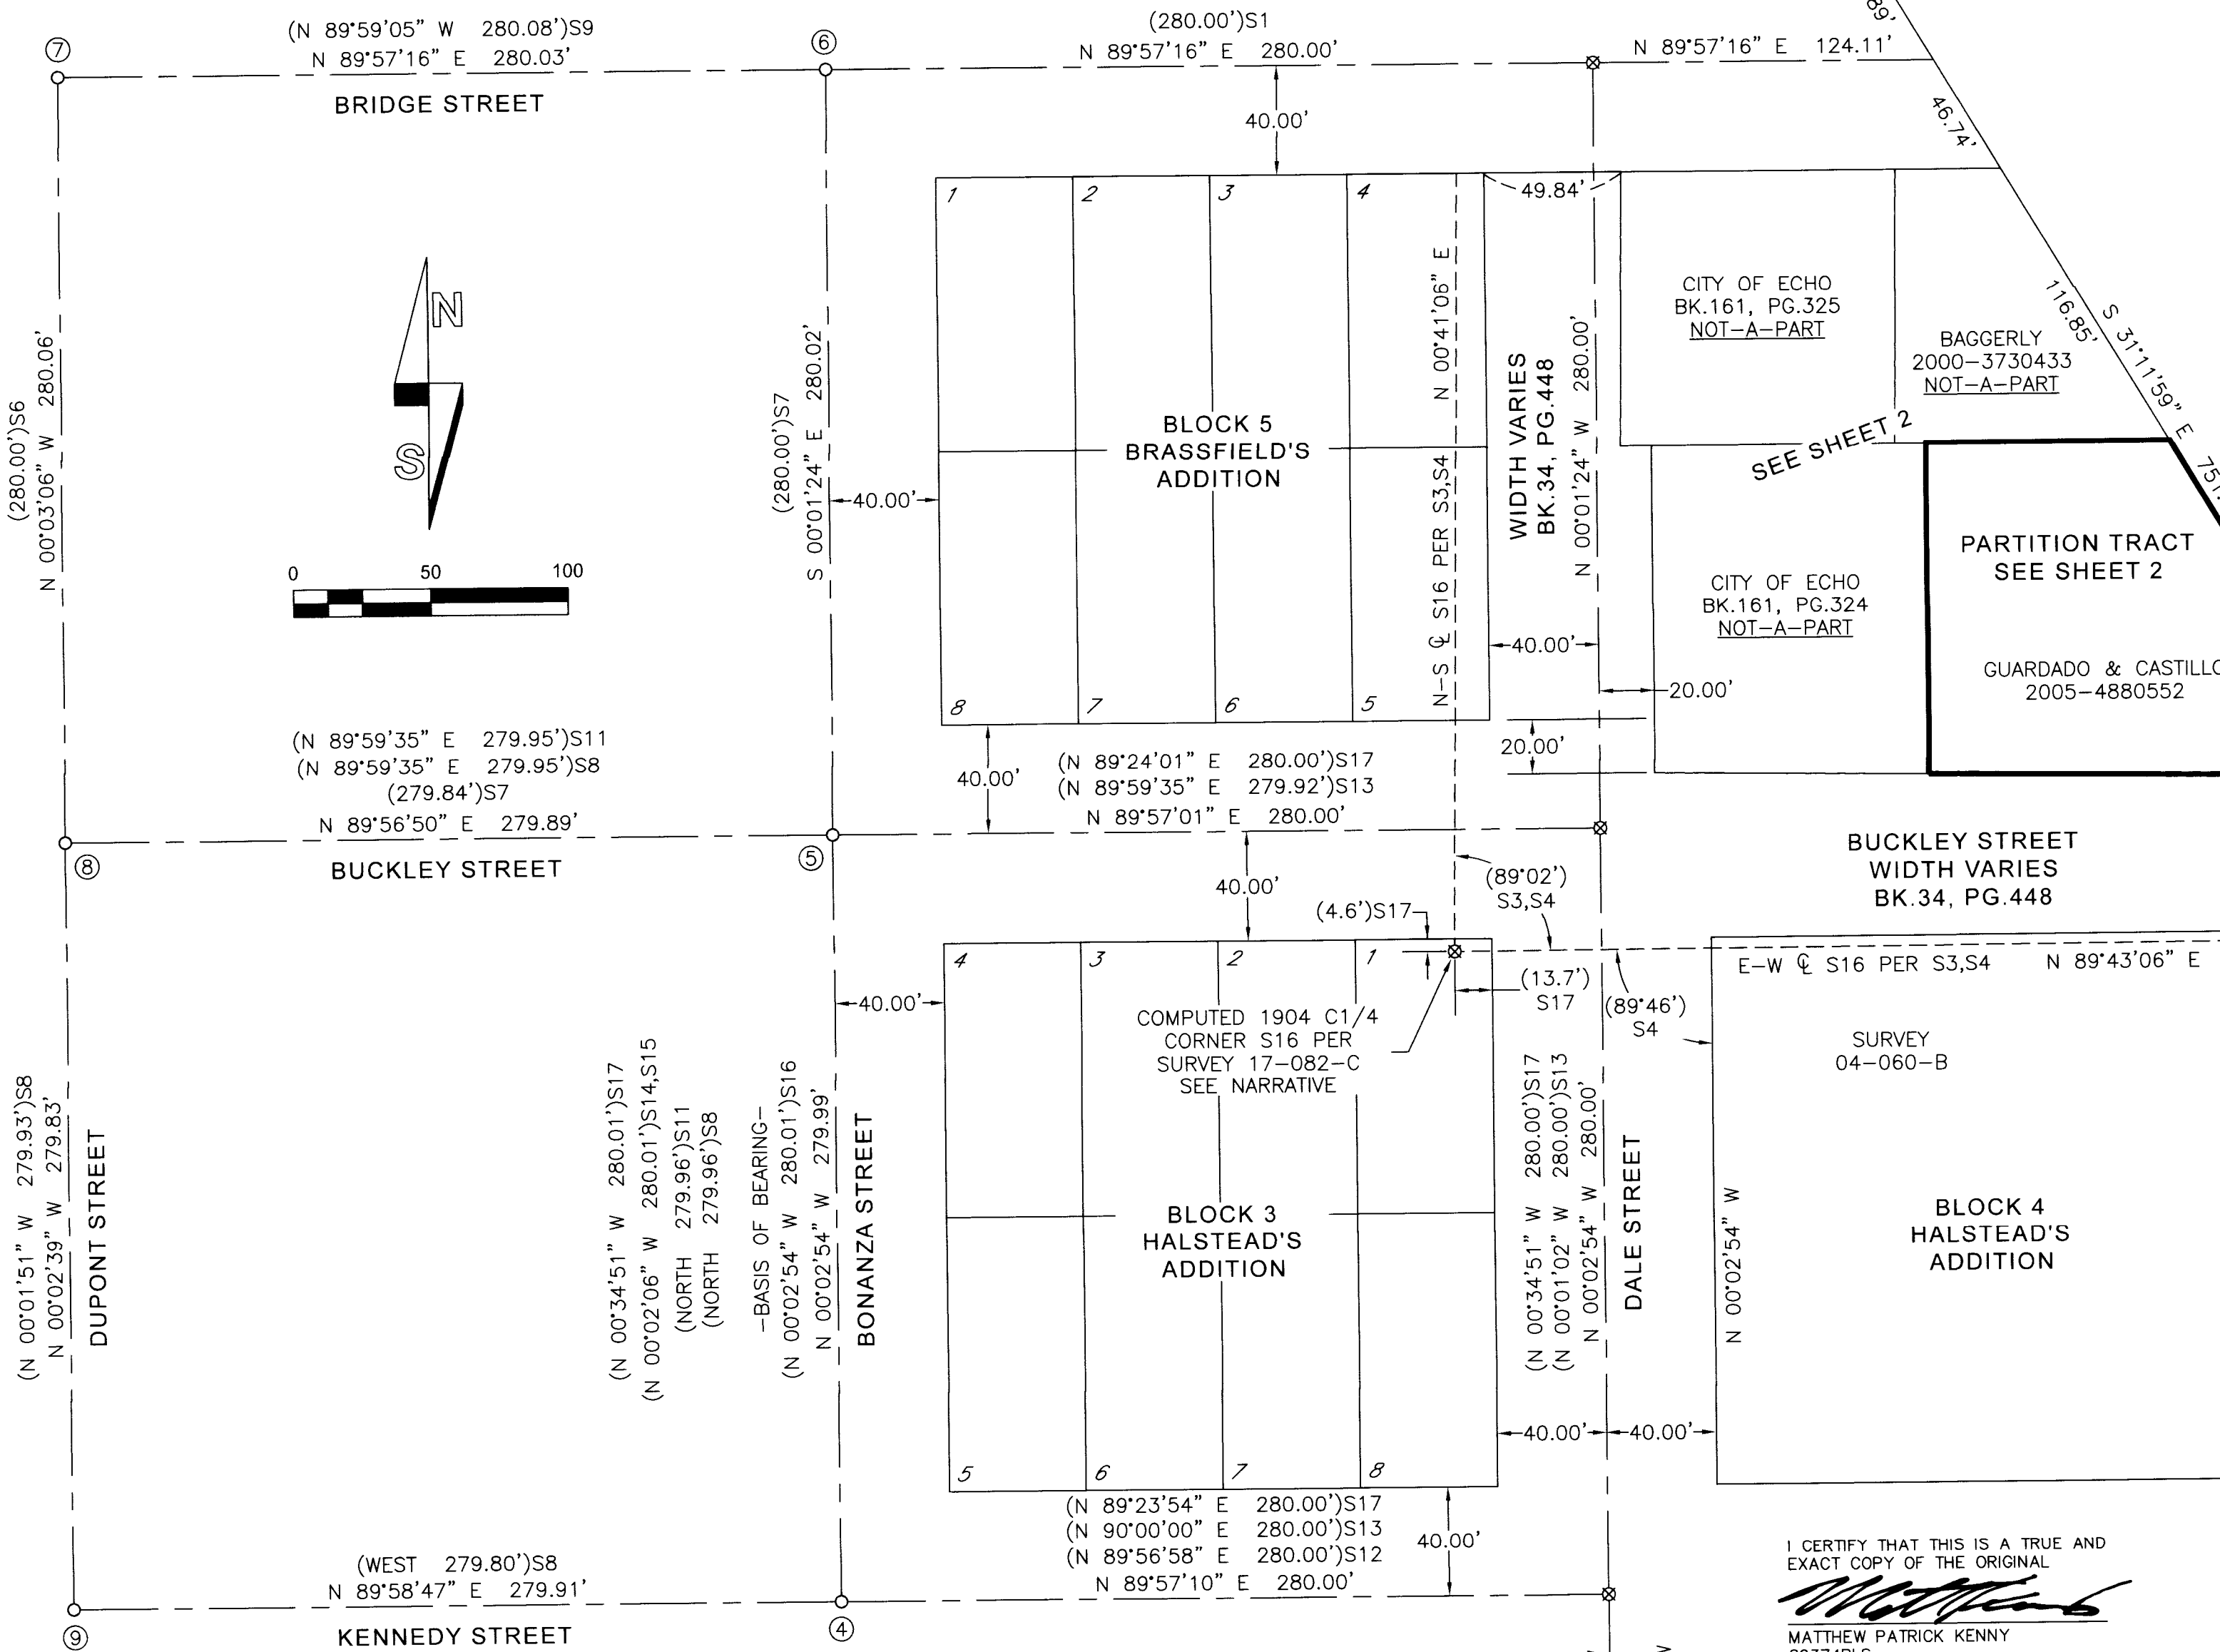 (N 89°59'05" W 280.08')S9
N 89°57'16" E 280.03'
BRIDGE STREET
(280.00')S1
N 89°57'16" E 280.00'
N 89°57'16" E 124.11'
89'
46.74'
116.85'
S 31°11'59" E
751.
7
6
40.00'
49.84'
1
2
3
4
(280.00')S6
N 00°03'06" W 280.06'
N
S
0 50 100
(280.00')S7
S 00°01'24" E 280.02'
40.00'
BLOCK 5
BRASSFIELD'S
ADDITION
N-S ℄ S16 PER S3,S4 N 00°41'06" E
WIDTH VARIES
BK.34, PG.448
N 00°01'24" W 280.00'
CITY OF ECHO
BK.161, PG.325
NOT-A-PART
BAGGERLY
2000-3730433
NOT-A-PART
SEE SHEET 2
PARTITION TRACT
SEE SHEET 2
CITY OF ECHO
BK.161, PG.324
NOT-A-PART
GUARDADO & CASTILLO
2005-4880552
40.00'
20.00'
20.00'
8
7
6
5
40.00'
(N 89°59'35" E 279.95')S11
(N 89°59'35" E 279.95')S8
(279.84')S7
N 89°56'50" E 279.89'
BUCKLEY STREET
8
5
(N 89°24'01" E 280.00')S17
(N 89°59'35" E 279.92')S13
N 89°57'01" E 280.00'
40.00'
BUCKLEY STREET
WIDTH VARIES
BK.34, PG.448
(89°02')
S3,S4
(4.6')S17
(13.7')
S17
(89°46')
S4
E-W ℄ S16 PER S3,S4 N 89°43'06" E
4
3
2
1
40.00'
COMPUTED 1904 C1/4
CORNER S16 PER
SURVEY 17-082-C
SEE NARRATIVE
SURVEY
04-060-B
(N 00°01'51" W 279.93')S8
N 00°02'39" W 279.83'
DUPONT STREET
(N 00°34'51" W 280.01')S17
(N 00°02'06" W 280.01')S14,S15
(NORTH 279.96')S11
(NORTH 279.96')S8
-BASIS OF BEARING-
(N 00°02'54" W 280.01')S16
N 00°02'54" W 279.99'
BONANZA STREET
BLOCK 3
HALSTEAD'S
ADDITION
(N 00°34'51" W 280.00')S17
(N 00°01'02" W 280.00')S13
N 00°02'54" W 280.00'
DALE STREET
N 00°02'54" W
BLOCK 4
HALSTEAD'S
ADDITION
40.00'
40.00'
5
6
7
8
(N 89°23'54" E 280.00')S17
(N 90°00'00" E 280.00')S13
(N 89°56'58" E 280.00')S12
N 89°57'10" E 280.00'
40.00'
(WEST 279.80')S8
N 89°58'47" E 279.91'
KENNEDY STREET
9
4
I CERTIFY THAT THIS IS A TRUE AND
EXACT COPY OF THE ORIGINAL
MATTHEW PATRICK KENNY